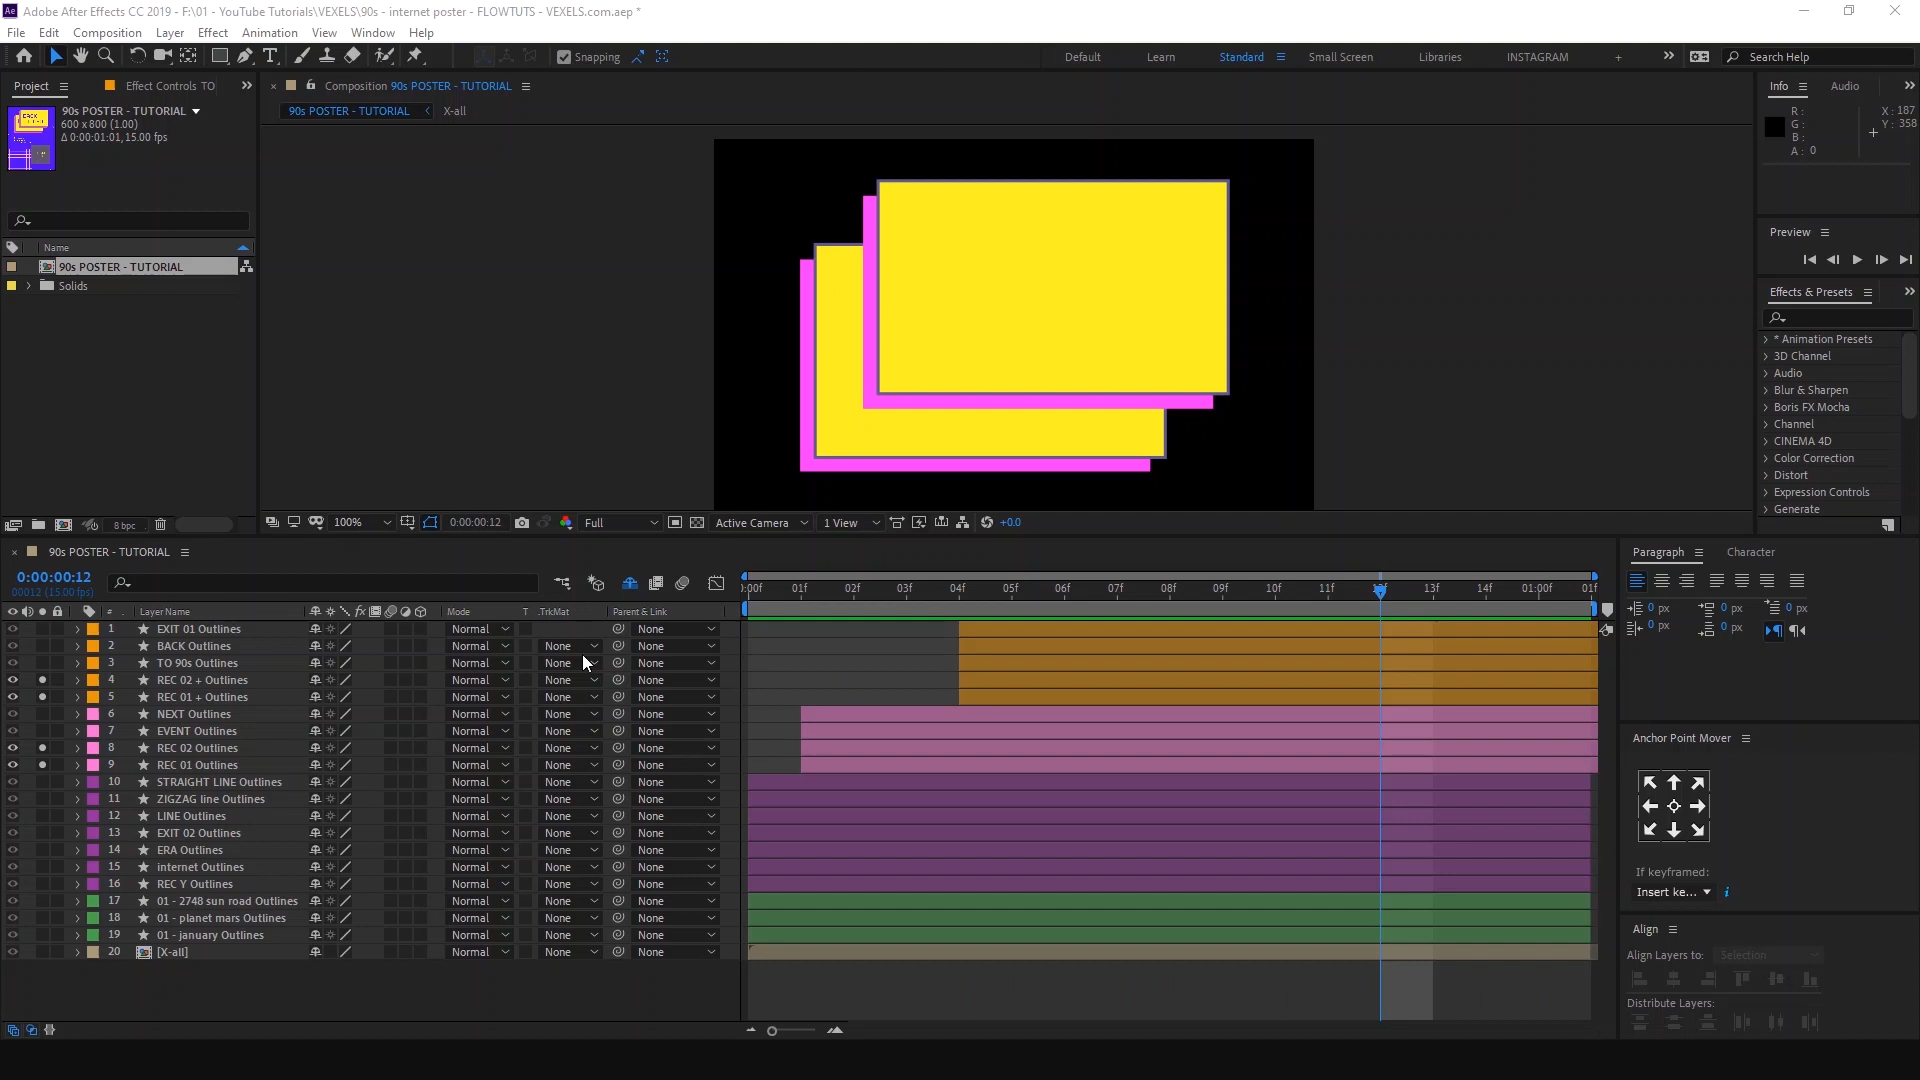 Ae Adobe After Effects CC 2019 - F:\01 - YouTube Tutorials\VEXELS\90s - internet poster - FLOWTUTS - VEXELS.com.aep *
File Edit Composition Layer Effect Animation View Window Help
Snapping Default Learn Standard Small Screen Libraries INSTAGRAM Search Help
Project Effect Controls TO Composition 90s POSTER - TUTORIAL Info Audio
90s POSTER - TUTORIAL
600 x 800 (1.00)
Δ 0:00:01:01, 15.00 fps
90s POSTER - TUTORIAL X-all
R :
G :
B :
A : 0
X : 187
Y : 358
Name
90s POSTER - TUTORIAL
Solids
Preview
Effects & Presets
* Animation Presets
3D Channel
Audio
Blur & Sharpen
Boris FX Mocha
Channel
CINEMA 4D
Color Correction
Distort
Expression Controls
Generate
8 bpc 100% 0:00:00:12 Full Active Camera 1 View +0.0
90s POSTER - TUTORIAL
0:00:00:12
00012 (15.00 fps)
):00f 01f 02f 03f 04f 05f 06f 07f 08f 09f 10f 11f 12f 13f 14f 01:00f 01f
# Layer Name Mode T .TrkMat Parent & Link
1 EXIT 01 Outlines Normal None
2 BACK Outlines Normal None None
3 TO 90s Outlines Normal None None
4 REC 02 + Outlines Normal None None
5 REC 01 + Outlines Normal None None
6 NEXT Outlines Normal None None
7 EVENT Outlines Normal None None
8 REC 02 Outlines Normal None None
9 REC 01 Outlines Normal None None
10 STRAIGHT LINE Outlines Normal None None
11 ZIGZAG line Outlines Normal None None
12 LINE Outlines Normal None None
13 EXIT 02 Outlines Normal None None
14 ERA Outlines Normal None None
15 internet Outlines Normal None None
16 REC Y Outlines Normal None None
17 01 - 2748 sun road Outlines Normal None None
18 01 - planet mars Outlines Normal None None
19 01 - january Outlines Normal None None
20 [X-all] Normal None None
Paragraph Character
0 px 0 px 0 px
0 px 0 px
Anchor Point Mover
If keyframed:
Insert ke...
Align
Align Layers to: Selection
Distribute Layers: